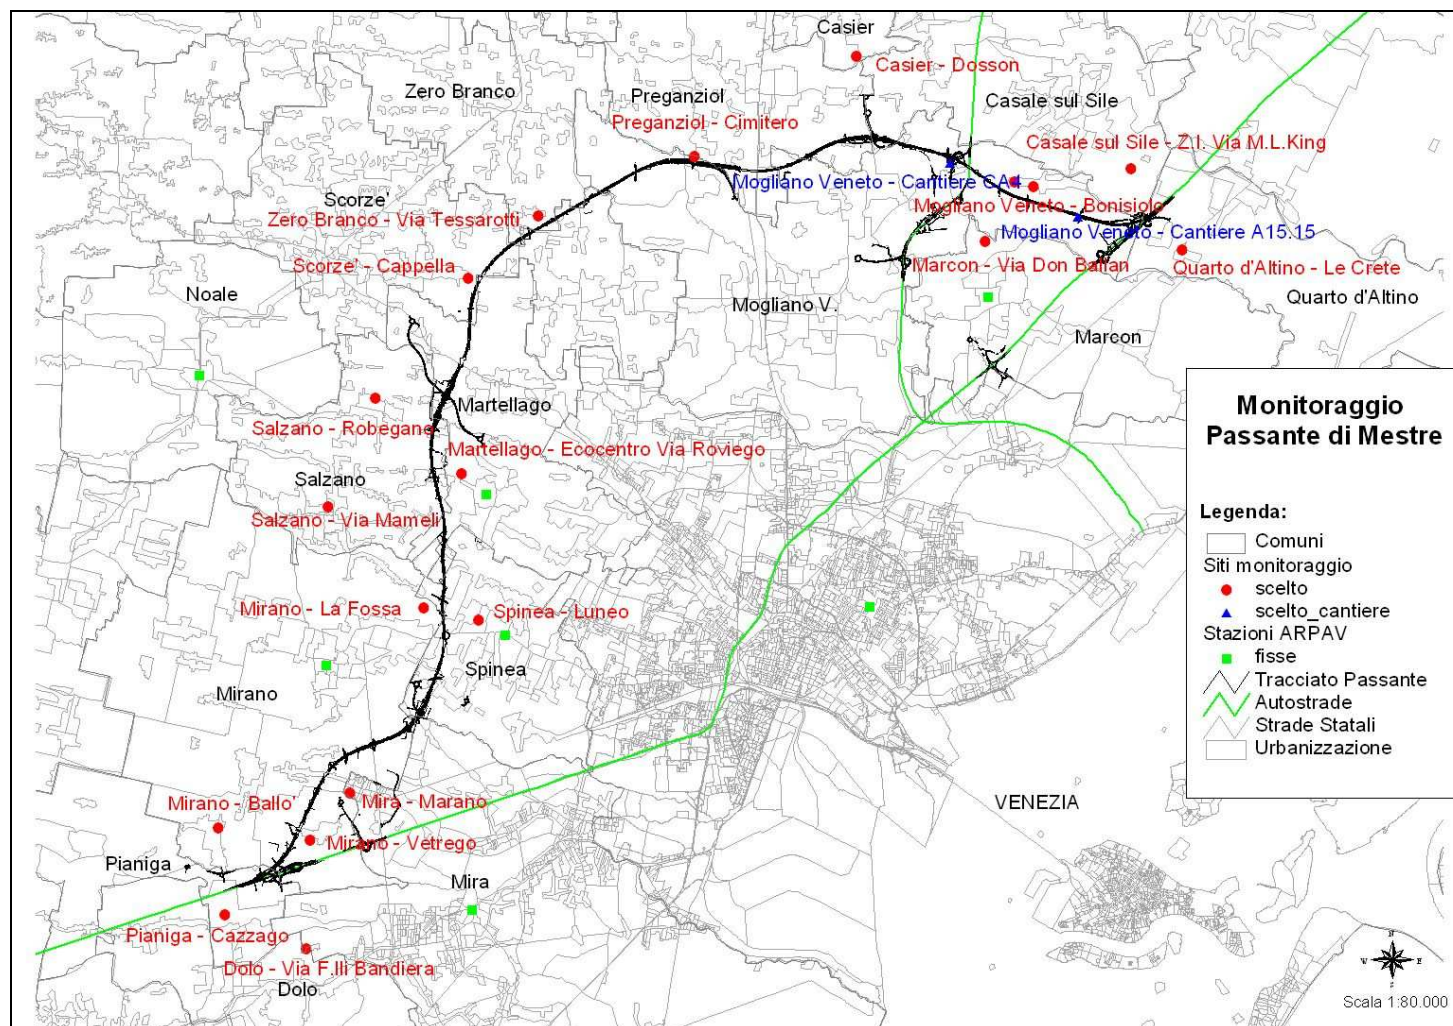 Casier
Casier - Dosson
Zero Branco
Preganziol
Casale sul Sile
Preganziol - Cimitero
Casale sul Sile - Z.I. Via M.L.King
Mogliano Veneto - Cantiere CA4
Scorze'
Mogliano Veneto - Bonisiolo
Zero Branco - Via Tessarotti
Mogliano Veneto - Cantiere A15.15
Scorze' - Cappella
Marcon - Via Don Ballan
Quarto d'Altino - Le Crete
Noale
Mogliano V.
Quarto d'Altino
Marcon
Martellago
Salzano - Robegano
Martellago - Ecocentro Via Roviego
Salzano
Salzano - Via Mameli
Mirano - La Fossa
Spinea - Luneo
Spinea
Mirano
Mirano - Ballo'
Mira - Marano
VENEZIA
Mirano - Vetrego
Pianiga
Mira
Pianiga - Cazzago
Dolo - Via F.lli Bandiera
Dolo
Monitoraggio
Passante di Mestre
Legenda:
Comuni
Siti monitoraggio
scelto
scelto_cantiere
Stazioni ARPAV
fisse
Tracciato Passante
Autostrade
Strade Statali
Urbanizzazione
N
W E
S
Scala 1:80.000